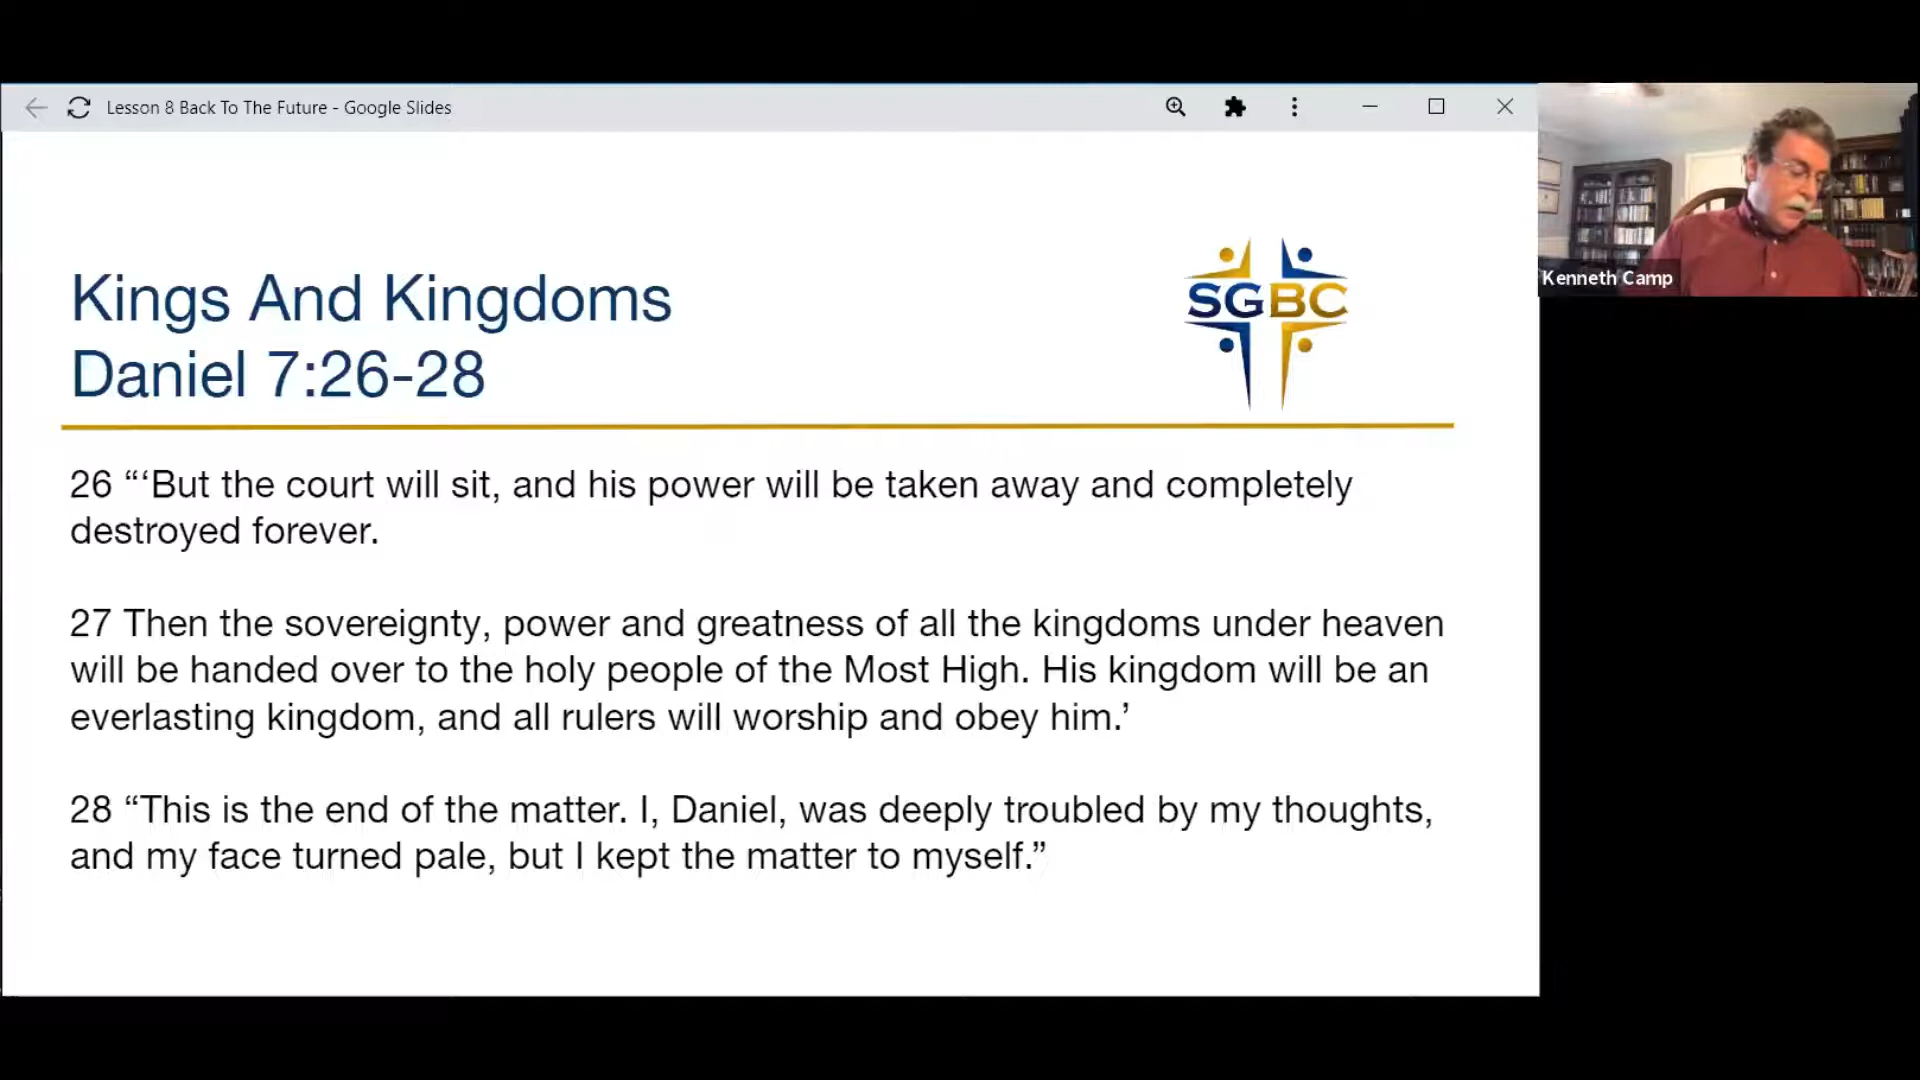 Lesson 8 Back To The Future - Google Slides
Kenneth Camp
Kings And Kingdoms
Daniel 7:26-28
SGBC
26 “‘But the court will sit, and his power will be taken away and completely
destroyed forever.
27 Then the sovereignty, power and greatness of all the kingdoms under heaven
will be handed over to the holy people of the Most High. His kingdom will be an
everlasting kingdom, and all rulers will worship and obey him.’
28 “This is the end of the matter. I, Daniel, was deeply troubled by my thoughts,
and my face turned pale, but I kept the matter to myself.”